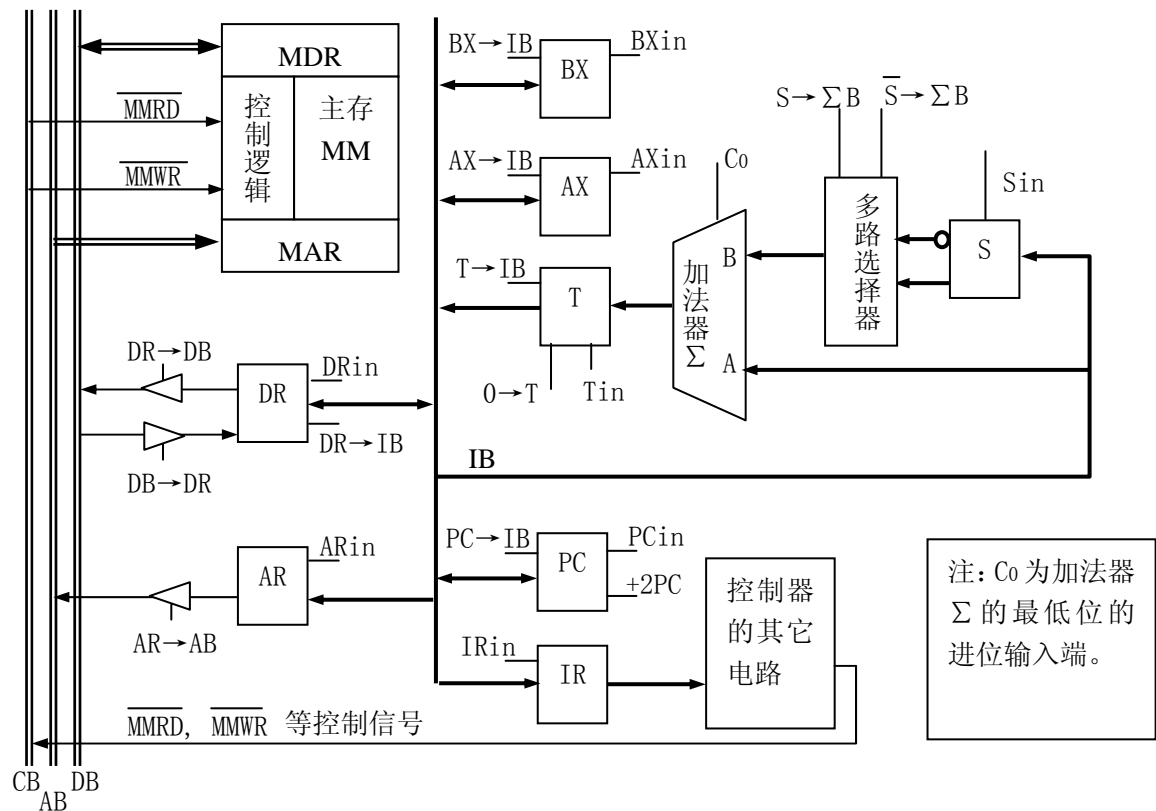 MDR
控制逻辑
主存
MM
MAR
M̅M̅R̅D̅
M̅M̅W̅R̅
BX→IB
BXin
BX
AX→IB
AXin
AX
T→IB
T
0→T
Tin
C₀
B
加法器Σ
A
S→ΣB
S̅→ΣB
多路选择器
Sin
S
DR→DB
DRin
DR
DR→IB
DB→DR
IB
ARin
AR
AR→AB
PC→IB
PCin
PC
+2PC
IRin
IR
控制器
的其它
电路
注：C₀为加法器
Σ的最低位的
进位输入端。
M̅M̅R̅D̅, M̅M̅W̅R̅ 等控制信号
CB
AB
DB